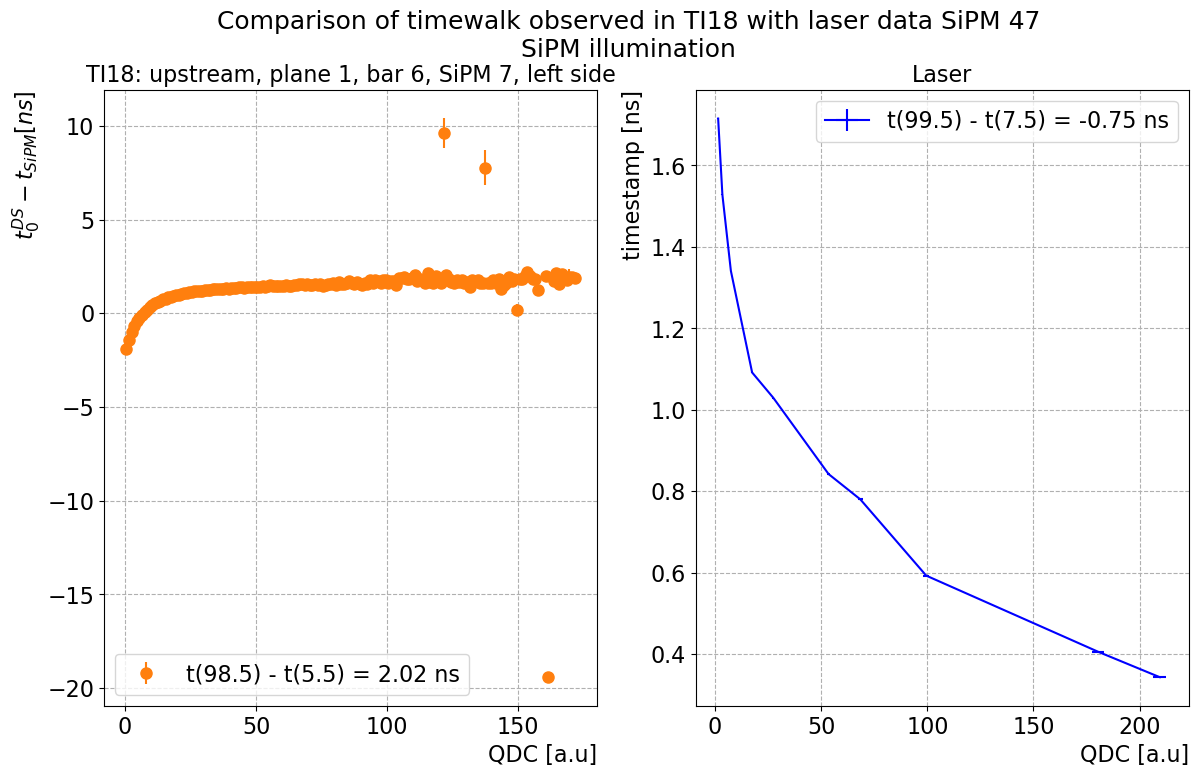 Comparison of timewalk observed in TI18 with laser data SiPM 47
SiPM illumination
TI18: upstream, plane 1, bar 6, SiPM 7, left side
t_0^{DS} − t_{SiPM}[ns]
10
5
0
−5
−10
−15
−20
t(98.5) - t(5.5) = 2.02 ns
0 50 100 150
QDC [a.u]
Laser
timestamp [ns]
t(99.5) - t(7.5) = -0.75 ns
1.6
1.4
1.2
1.0
0.8
0.6
0.4
0 50 100 150 200
QDC [a.u]